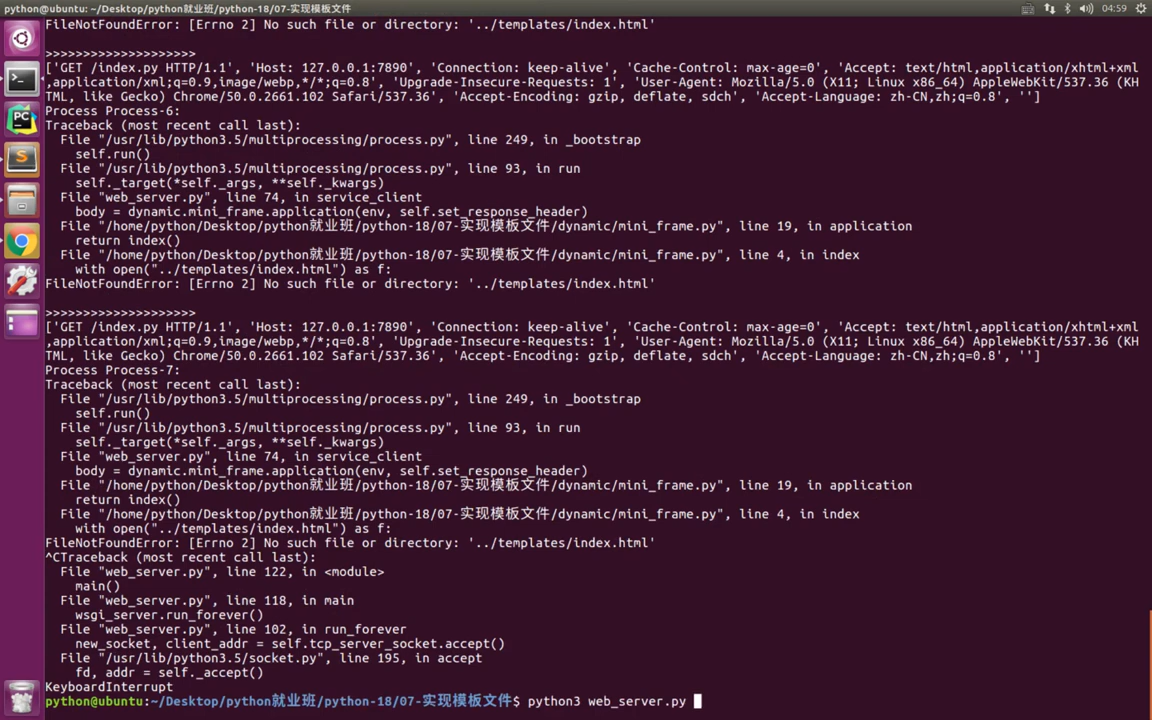 python@ubuntu: ~/Desktop/python就业班/python-18/07-实现模板文件
04:59
FileNotFoundError: [Errno 2] No such file or directory: '../templates/index.html'
>>>>>>>>>>>>>>>>>>>>
['GET /index.py HTTP/1.1', 'Host: 127.0.0.1:7890', 'Connection: keep-alive', 'Cache-Control: max-age=0', 'Accept: text/html,application/xhtml+xml
,application/xml;q=0.9,image/webp,*/*;q=0.8', 'Upgrade-Insecure-Requests: 1', 'User-Agent: Mozilla/5.0 (X11; Linux x86_64) AppleWebKit/537.36 (KH
TML, like Gecko) Chrome/50.0.2661.102 Safari/537.36', 'Accept-Encoding: gzip, deflate, sdch', 'Accept-Language: zh-CN,zh;q=0.8', '']
Process Process-6:
Traceback (most recent call last):
File "/usr/lib/python3.5/multiprocessing/process.py", line 249, in _bootstrap
self.run()
File "/usr/lib/python3.5/multiprocessing/process.py", line 93, in run
self._target(*self._args, **self._kwargs)
File "web_server.py", line 74, in service_client
body = dynamic.mini_frame.application(env, self.set_response_header)
File "/home/python/Desktop/python就业班/python-18/07-实现模板文件/dynamic/mini_frame.py", line 19, in application
return index()
File "/home/python/Desktop/python就业班/python-18/07-实现模板文件/dynamic/mini_frame.py", line 4, in index
with open("../templates/index.html") as f:
FileNotFoundError: [Errno 2] No such file or directory: '../templates/index.html'
>>>>>>>>>>>>>>>>>>>>
['GET /index.py HTTP/1.1', 'Host: 127.0.0.1:7890', 'Connection: keep-alive', 'Cache-Control: max-age=0', 'Accept: text/html,application/xhtml+xml
,application/xml;q=0.9,image/webp,*/*;q=0.8', 'Upgrade-Insecure-Requests: 1', 'User-Agent: Mozilla/5.0 (X11; Linux x86_64) AppleWebKit/537.36 (KH
TML, like Gecko) Chrome/50.0.2661.102 Safari/537.36', 'Accept-Encoding: gzip, deflate, sdch', 'Accept-Language: zh-CN,zh;q=0.8', '']
Process Process-7:
Traceback (most recent call last):
File "/usr/lib/python3.5/multiprocessing/process.py", line 249, in _bootstrap
self.run()
File "/usr/lib/python3.5/multiprocessing/process.py", line 93, in run
self._target(*self._args, **self._kwargs)
File "web_server.py", line 74, in service_client
body = dynamic.mini_frame.application(env, self.set_response_header)
File "/home/python/Desktop/python就业班/python-18/07-实现模板文件/dynamic/mini_frame.py", line 19, in application
return index()
File "/home/python/Desktop/python就业班/python-18/07-实现模板文件/dynamic/mini_frame.py", line 4, in index
with open("../templates/index.html") as f:
FileNotFoundError: [Errno 2] No such file or directory: '../templates/index.html'
^CTraceback (most recent call last):
File "web_server.py", line 122, in <module>
main()
File "web_server.py", line 118, in main
wsgi_server.run_forever()
File "web_server.py", line 102, in run_forever
new_socket, client_addr = self.tcp_server_socket.accept()
File "/usr/lib/python3.5/socket.py", line 195, in accept
fd, addr = self._accept()
KeyboardInterrupt
python@ubuntu:~/Desktop/python就业班/python-18/07-实现模板文件$ python3 web_server.py